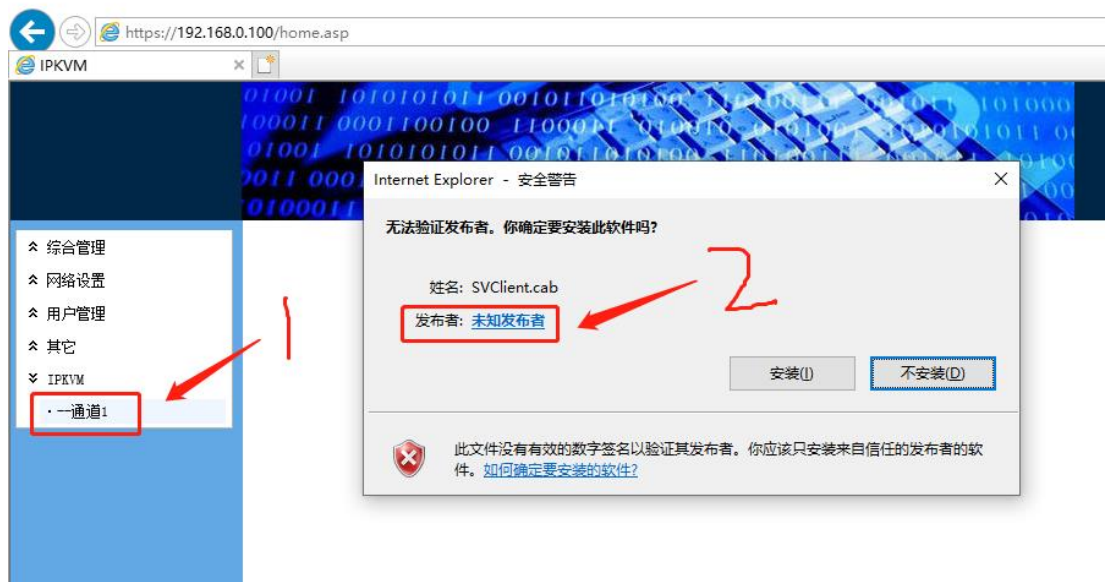 https://192.168.0.100/home.asp
IPKVM
Internet Explorer - 安全警告
无法验证发布者。你确定要安装此软件吗?
姓名: SVClient.cab
发布者: 未知发布者
安装(I)
不安装(D)
此文件没有有效的数字签名以验证其发布者。你应该只安装来自信任的发布者的软
件。如何确定要安装的软件?
综合管理
网络设置
用户管理
其它
IPKVM
·--通道1
1
2